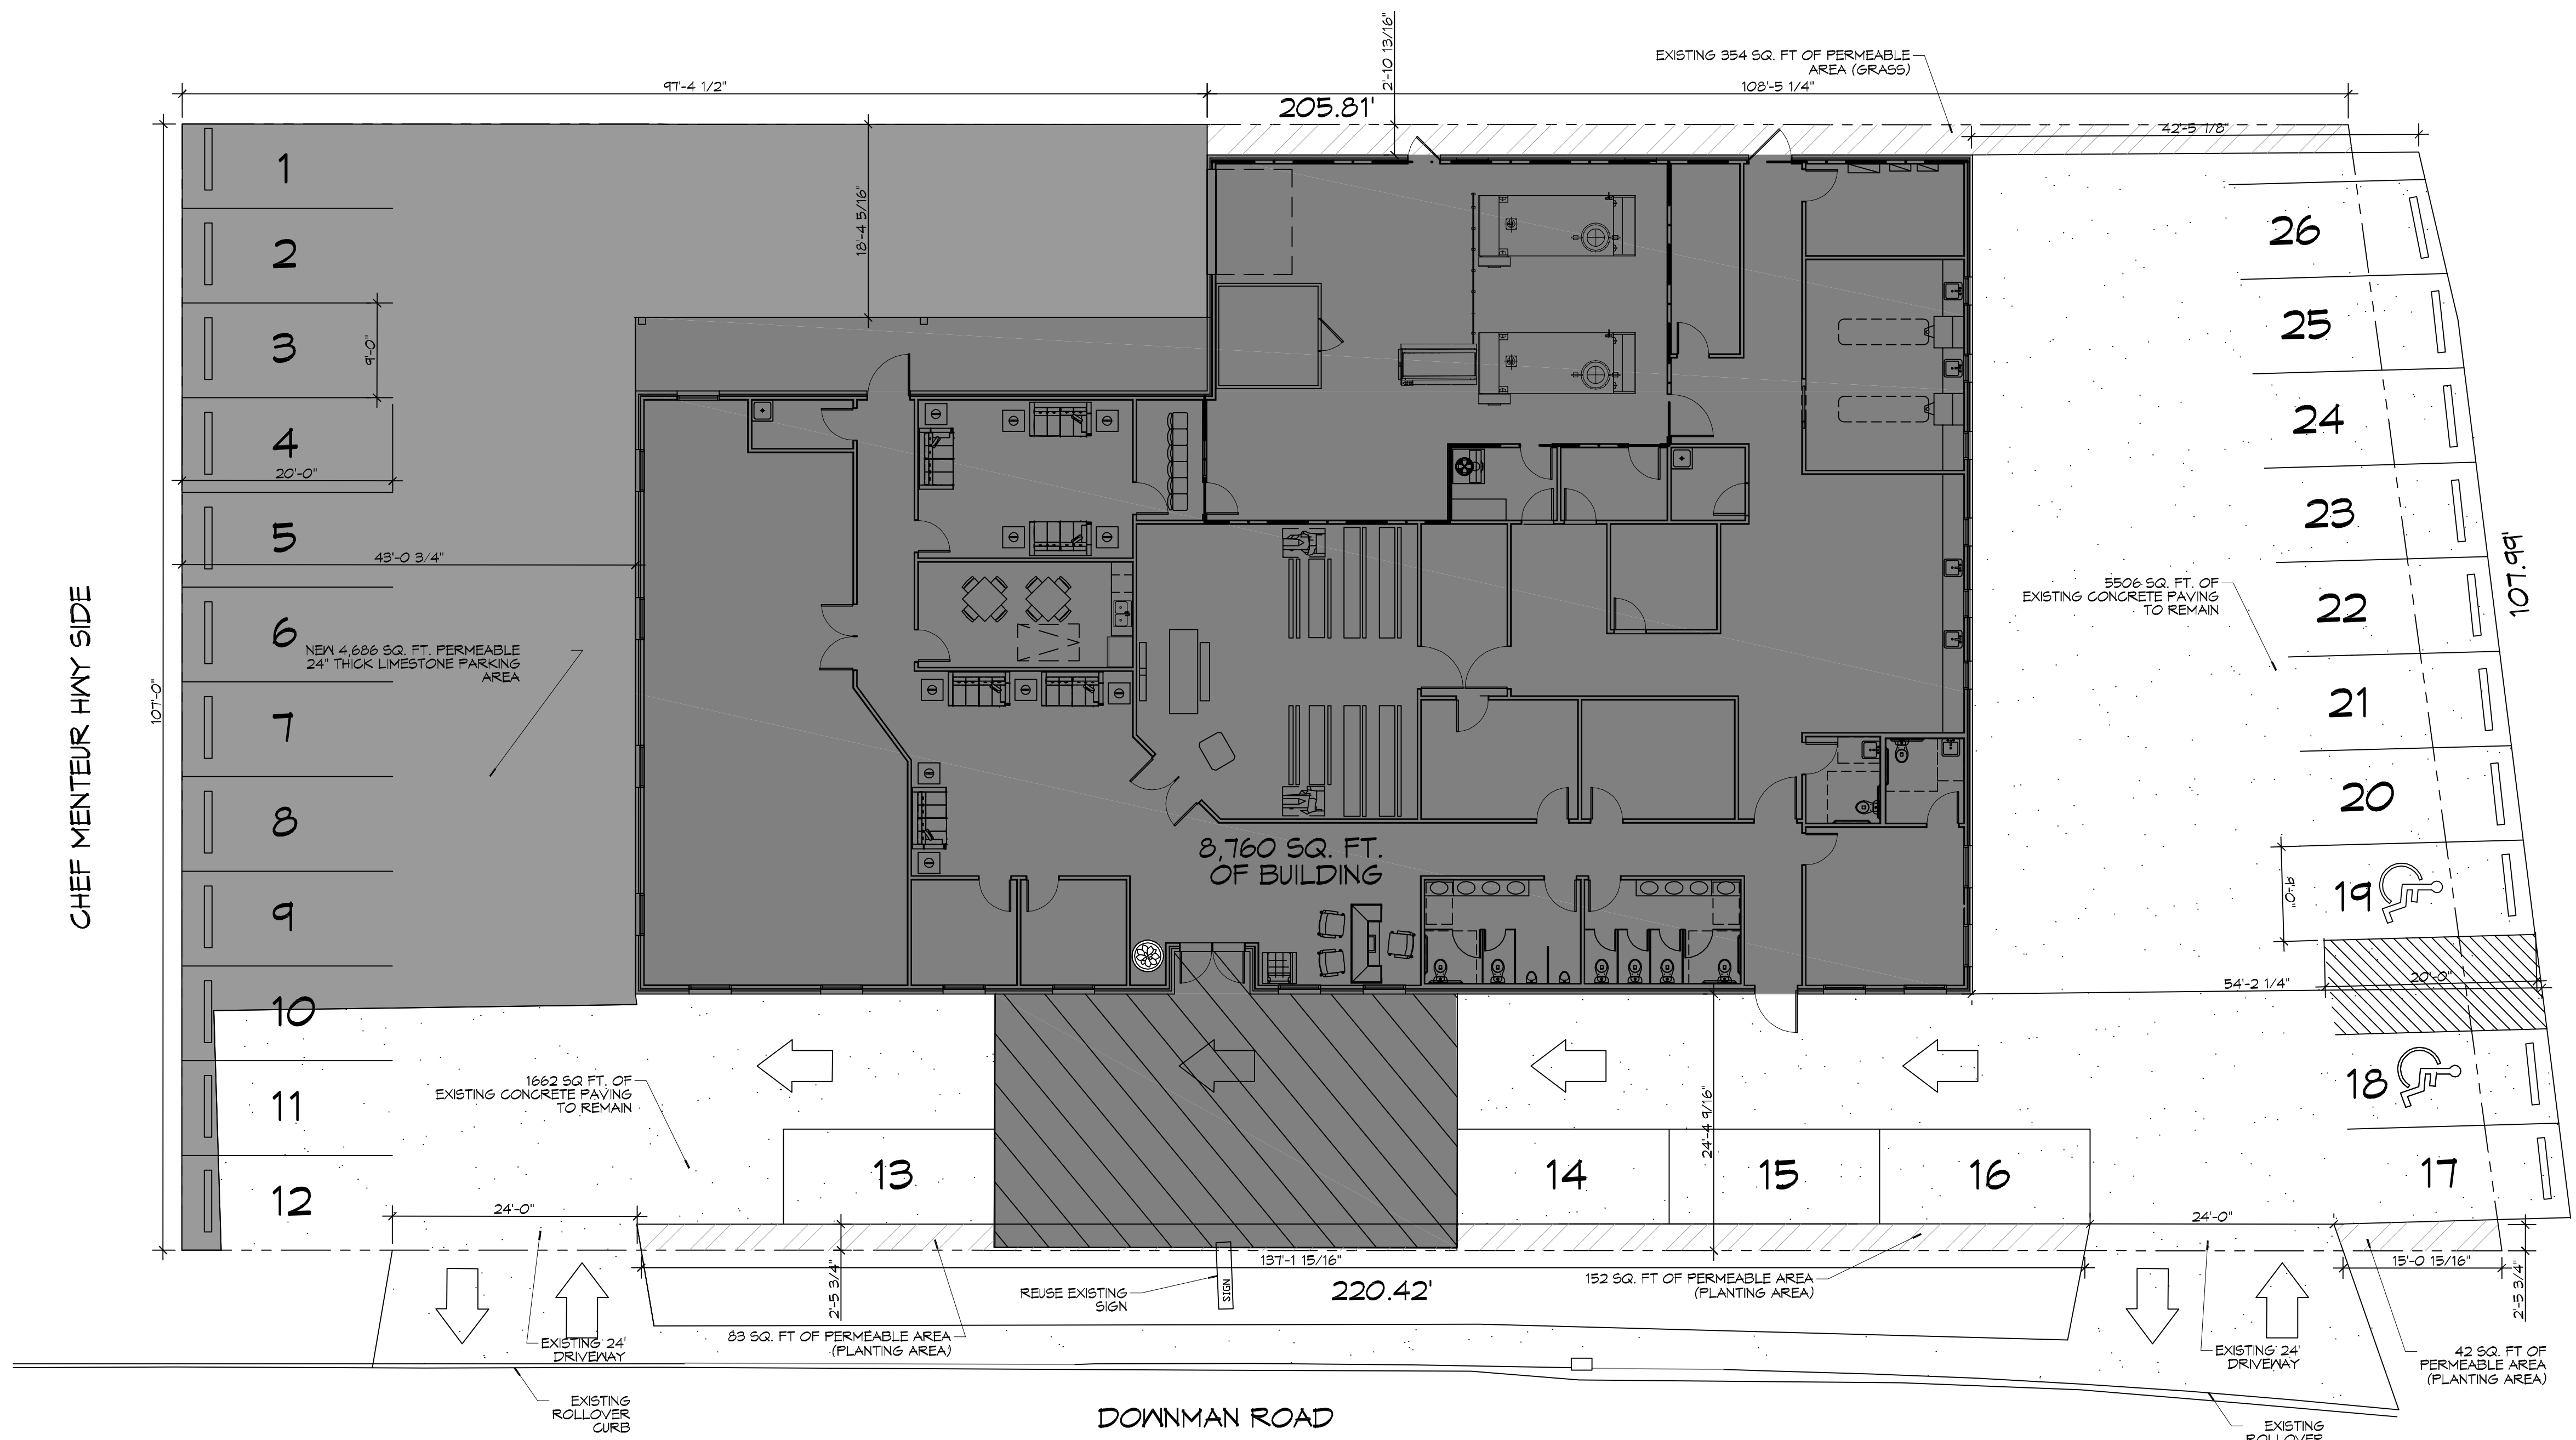 2'-10 13/16"
EXISTING 354 SQ. FT OF PERMEABLE
AREA (GRASS)
97'-4 1/2"
108'-5 1/4"
205.81'
42'-5 7/8"
1
2
3
4
5
6
7
8
9
10
11
12
9'-0"
20'-0"
43'-0 3/4"
18'-4 5/16"
107'-0"
CHEF MENTEUR HWY SIDE
NEW 4,686 SQ. FT. PERMEABLE
24" THICK LIMESTONE PARKING
AREA
26
25
24
23
22
21
20
19
18
17
107.99'
5506 SQ. FT. OF
EXISTING CONCRETE PAVING
TO REMAIN
9'-0"
20'-0"
54'-2 1/4"
8,760 SQ. FT.
OF BUILDING
1662 SQ FT. OF
EXISTING CONCRETE PAVING
TO REMAIN
13
14
15
16
24'-4 9/16"
24'-0"
24'-0"
137'-1 15/16"
15'-0 15/16"
2'-5 3/4"
2'-5 3/4"
REUSE EXISTING
SIGN
SIGN
220.42'
152 SQ. FT OF PERMEABLE AREA
(PLANTING AREA)
83 SQ. FT OF PERMEABLE AREA
(PLANTING AREA)
EXISTING 24'
DRIVEWAY
EXISTING 24'
DRIVEWAY
42 SQ. FT OF
PERMEABLE AREA
(PLANTING AREA)
EXISTING
ROLLOVER
CURB
DOWNMAN ROAD
EXISTING
ROLLOVER